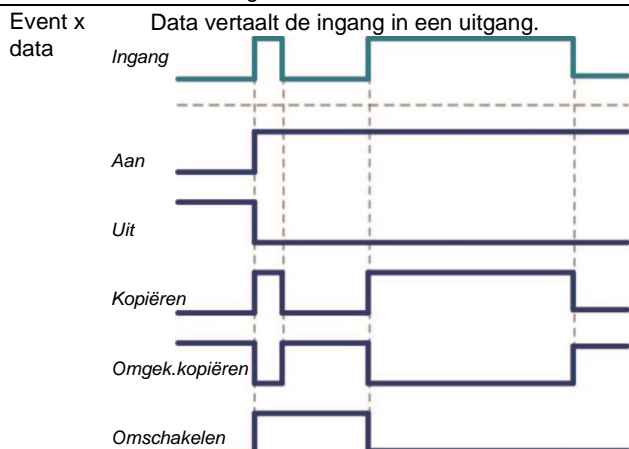 Event x data
Data vertaalt de ingang in een uitgang.
Ingang
Aan
Uit
Kopiëren
Omgek.kopiëren
Omschakelen